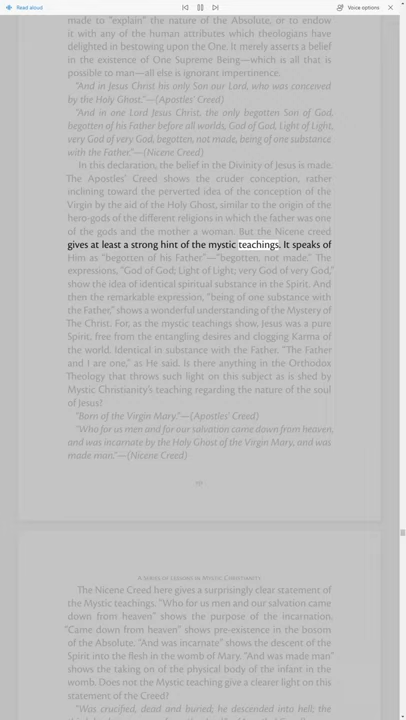 Read aloud
Voice options
made to "explain" the nature of the Absolute, or to endow
it with any of the human attributes which theologians have
delighted in bestowing upon the One. It merely asserts a belief
in the existence of One Supreme Being—which is all that is
possible to man—all else is ignorant impertinence.
"And in Jesus Christ his only Son our Lord, who was conceived
by the Holy Ghost."—(Apostles' Creed)
"And in one Lord Jesus Christ, the only begotten Son of God,
begotten of his Father before all worlds, God of God, Light of Light,
very God of very God, begotten, not made, being of one substance
with the Father."—(Nicene Creed)
In this declaration, the belief in the Divinity of Jesus is made.
The Apostles' Creed shows the cruder conception, rather
inclining toward the perverted idea of the conception of the
Virgin by the aid of the Holy Ghost, similar to the origin of the
hero-gods of the different religions in which the father was one
of the gods and the mother a woman. But the Nicene creed
gives at least a strong hint of the mystic teachings. It speaks of
Him as "begotten of his Father"—"begotten, not made." The
expressions, "God of God; Light of Light; very God of very God,"
show the idea of identical spiritual substance in the Spirit. And
then the remarkable expression, "being of one substance with
the Father," shows a wonderful understanding of the Mystery of
The Christ. For, as the mystic teachings show, Jesus was a pure
Spirit, free from the entangling desires and clogging Karma of
the world. Identical in substance with the Father. "The Father
and I are one," as He said. Is there anything in the Orthodox
Theology that throws such light on this subject as is shed by
Mystic Christianity's teaching regarding the nature of the soul
of Jesus?
"Born of the Virgin Mary."—(Apostles' Creed)
"Who for us men and for our salvation came down from heaven,
and was incarnate by the Holy Ghost of the Virgin Mary, and was
made man."—(Nicene Creed)
A Series of Lessons in Mystic Christianity
The Nicene Creed here gives a surprisingly clear statement of
the Mystic teachings. "Who for us men and our salvation came
down from heaven" shows the purpose of the incarnation.
"Came down from heaven" shows pre-existence in the bosom
of the Absolute. "And was incarnate" shows the descent of the
Spirit into the flesh in the womb of Mary. "And was made man"
shows the taking on of the physical body of the infant in the
womb. Does not the Mystic teaching give a clearer light on this
statement of the Creed?
"Was crucified, dead and buried; he descended into hell; the